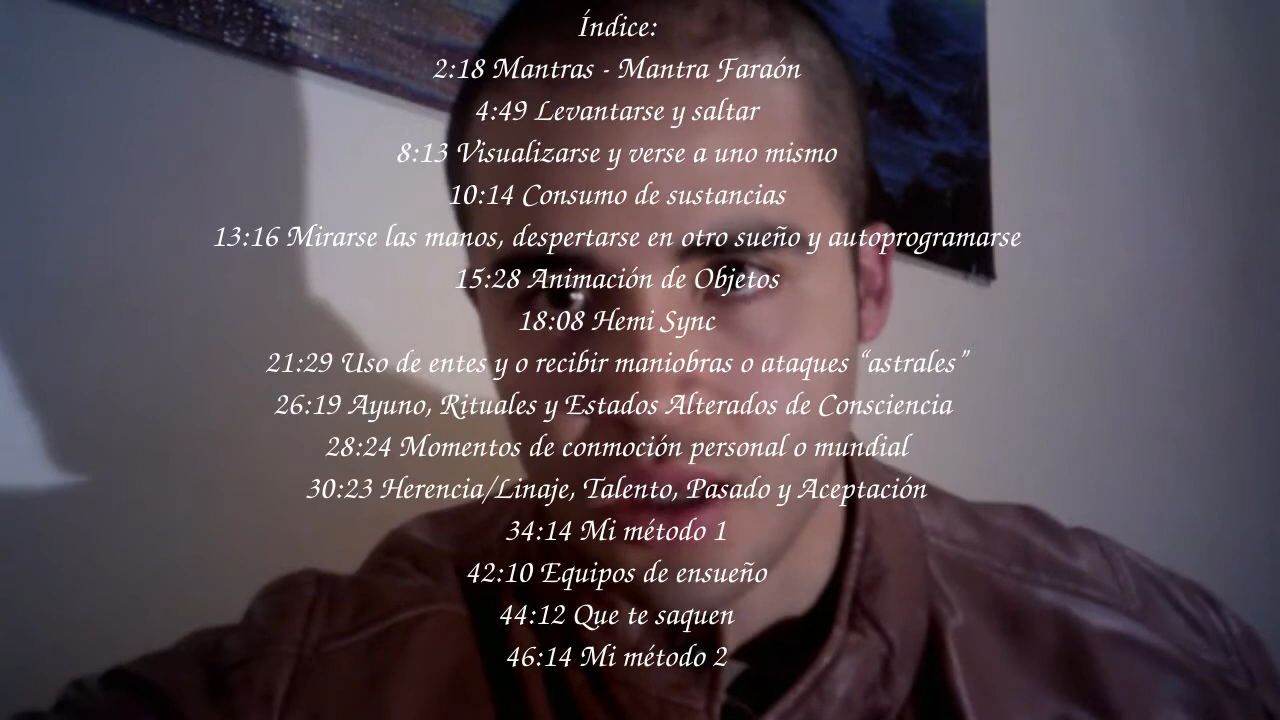 Índice:
2:18 Mantras - Mantra Faraón
4:49 Levantarse y saltar
8:13 Visualizarse y verse a uno mismo
10:14 Consumo de sustancias
13:16 Mirarse las manos, despertarse en otro sueño y autoprogramarse
15:28 Animación de Objetos
18:08 Hemi Sync
21:29 Uso de entes y o recibir maniobras o ataques “astrales”
26:19 Ayuno, Rituales y Estados Alterados de Consciencia
28:24 Momentos de conmoción personal o mundial
30:23 Herencia/Linaje, Talento, Pasado y Aceptación
34:14 Mi método 1
42:10 Equipos de ensueño
44:12 Que te saquen
46:14 Mi método 2